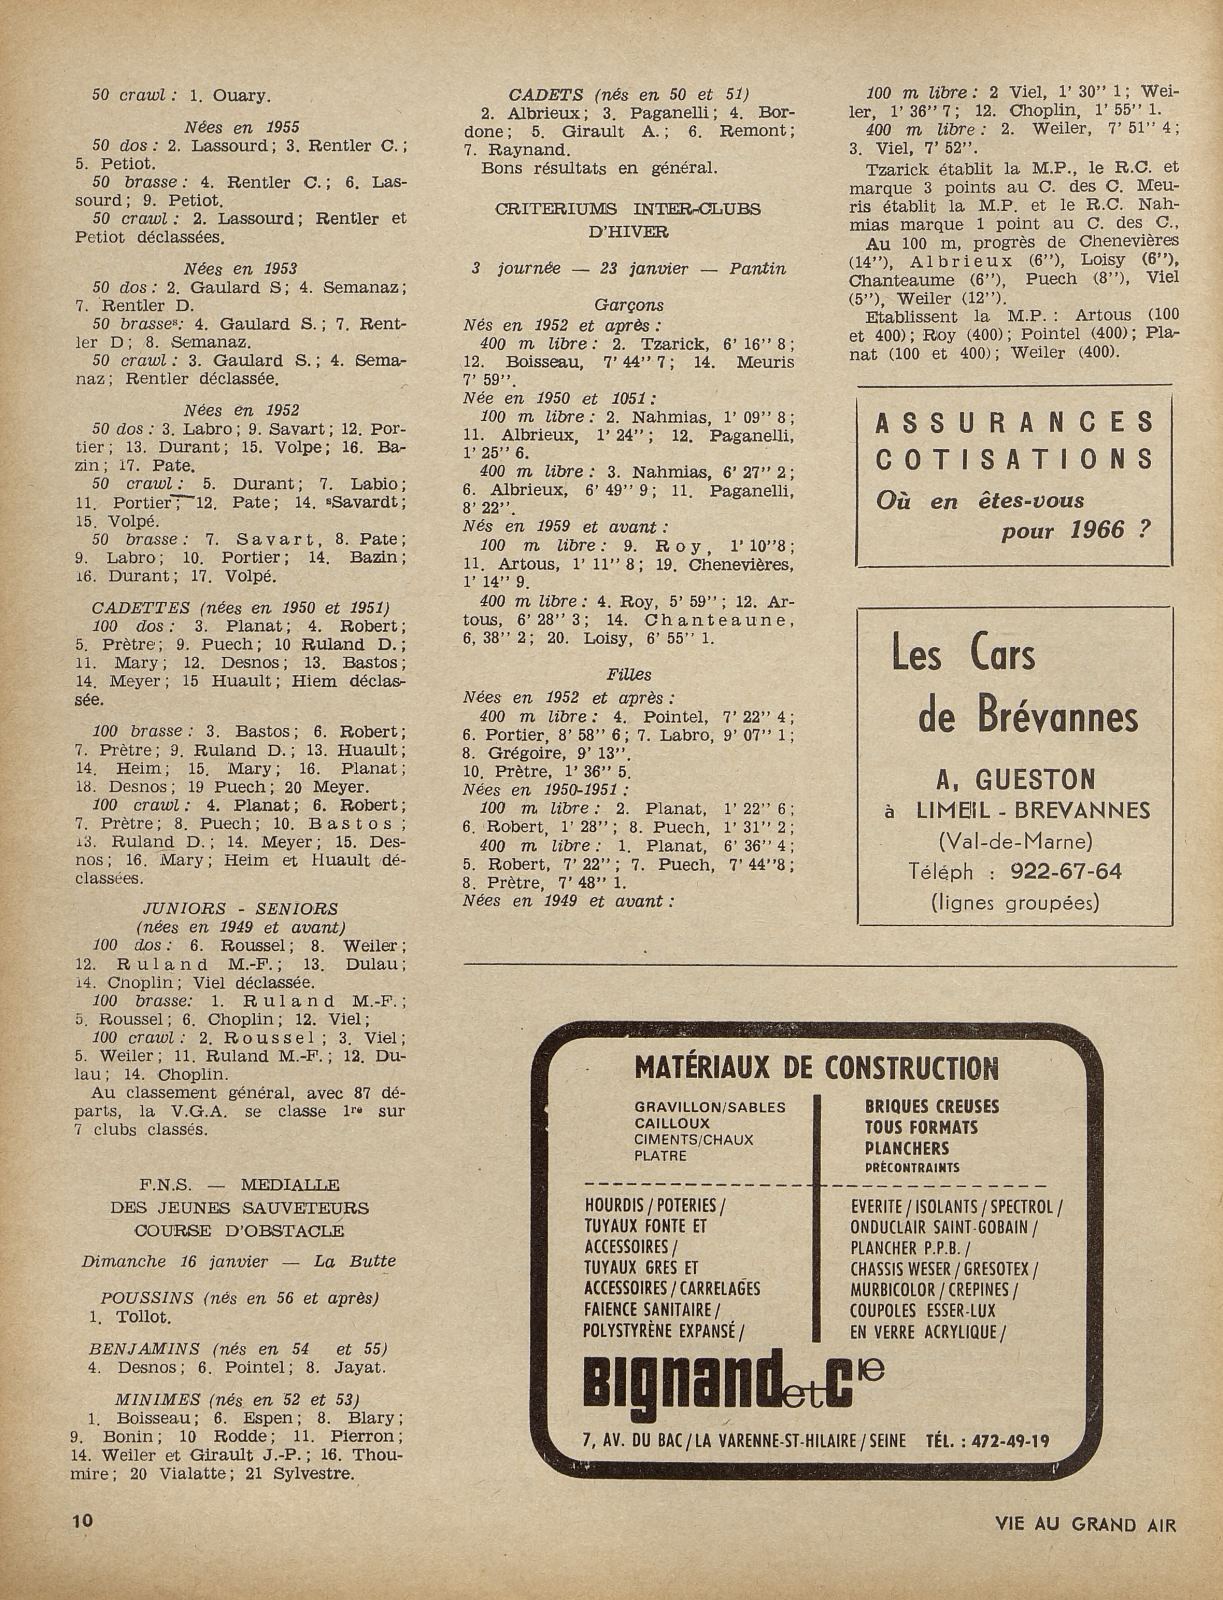 50 crawl : 1. Ouary.
Nées en 1955
50 dos : 2. Lassourd ; 3. Rentler C. ;
5. Petiot.
50 brasse : 4. Rentler C. ; 6. Las-
sourd ; 9. Petiot.
50 crawl : 2. Lassourd ; Rentler et
Petiot déclassées.
Nées en 1953
50 dos : 2. Gaulard S ; 4. Semanaz ;
7. Rentler D.
50 brasses : 4. Gaulard S. ; 7. Rent-
ler D ; 8. Semanaz.
50 crawl : 3. Gaulard S. ; 4. Sema-
naz ; Rentler déclassée.
Nées en 1952
50 dos : 3. Labro ; 9. Savart ; 12. Por-
tier ; 13. Durant ; 15. Volpe ; 16. Ba-
zin ; 17. Pate.
50 crawl : 5. Durant ; 7. Labio ;
11. Portier ; 12. Pate ; 14. sSavardt ;
15. Volpé.
50 brasse : 7. Savart, 8. Pate ;
9. Labro ; 10. Portier ; 14. Bazin ;
16. Durant ; 17. Volpé.
CADETTES (nées en 1950 et 1951)
100 dos : 3. Planat ; 4. Robert ;
5. Prètre ; 9. Puech ; 10 Ruland D. ;
11. Mary ; 12. Desnos ; 13. Bastos ;
14. Meyer ; 15 Huault ; Hiem déclas-
sée.
100 brasse : 3. Bastos ; 6. Robert ;
7. Prètre ; 9. Ruland D. ; 13. Huault ;
14. Heim ; 15. Mary ; 16. Planat ;
18. Desnos ; 19 Puech ; 20 Meyer.
100 crawl : 4. Planat ; 6. Robert ;
7. Prètre ; 8. Puech ; 10. Bastos ;
13. Ruland D. ; 14. Meyer ; 15. Des-
nos ; 16. Mary ; Heim et Huault dé-
classées.
JUNIORS - SENIORS
(nées en 1949 et avant)
100 dos : 6. Roussel ; 8. Weiler ;
12. Ruland M.-F. ; 13. Dulau ;
14. Cnoplin ; Viel déclassée.
100 brasse: 1. Ruland M.-F. ;
5. Roussel ; 6. Choplin ; 12. Viel ;
100 crawl : 2. Roussel ; 3. Viel ;
5. Weiler ; 11. Ruland M.-F. ; 12. Du-
lau ; 14. Choplin.
Au classement général, avec 87 dé-
parts, la V.G.A. se classe 1re sur
7 clubs classés.
F.N.S. — MEDIALLE
DES JEUNES SAUVETEURS
COURSE D'OBSTACLE
Dimanche 16 janvier — La Butte
POUSSINS (nés en 56 et après)
1. Tollot.
BENJAMINS (nés en 54 et 55)
4. Desnos ; 6. Pointel ; 8. Jayat.
MINIMES (nés en 52 et 53)
1. Boisseau ; 6. Espen ; 8. Blary ;
9. Bonin ; 10 Rodde ; 11. Pierron ;
14. Weiler et Girault J.-P. ; 16. Thou-
mire ; 20 Vialatte ; 21 Sylvestre.
CADETS (nés en 50 et 51)
2. Albrieux ; 3. Paganelli ; 4. Bor-
done ; 5. Girault A. ; 6. Remont ;
7. Raynand.
Bons résultats en général.
CRITERIUMS INTER-CLUBS
D'HIVER
3 journée — 23 janvier — Pantin
Garçons
Nés en 1952 et après :
400 m libre : 2. Tzarick, 6' 16'' 8 ;
12. Boisseau, 7' 44'' 7 ; 14. Meuris
7' 59''.
Née en 1950 et 1051 :
100 m libre : 2. Nahmias, 1' 09'' 8 ;
11. Albrieux, 1' 24'' ; 12. Paganelli,
1' 25'' 6.
400 m libre : 3. Nahmias, 6' 27'' 2 ;
6. Albrieux, 6' 49'' 9 ; 11. Paganelli,
8' 22''.
Nés en 1959 et avant :
100 m libre : 9. Roy, 1' 10''8 ;
11. Artous, 1' 11'' 8 ; 19. Chenevières,
1' 14'' 9.
400 m libre : 4. Roy, 5' 59'' ; 12. Ar-
tous, 6' 28'' 3 ; 14. Chanteaune,
6, 38'' 2 ; 20. Loisy, 6' 55'' 1.
Filles
Nées en 1952 et après :
400 m libre : 4. Pointel, 7' 22'' 4 ;
6. Portier, 8' 58'' 6 ; 7. Labro, 9' 07'' 1 ;
8. Grégoire, 9' 13''.
10. Prètre, 1' 36'' 5.
Nées en 1950-1951 :
100 m libre : 2. Planat, 1' 22'' 6 ;
6. Robert, 1' 28'' ; 8. Puech, 1' 31'' 2 ;
400 m libre : 1. Planat, 6' 36'' 4 ;
5. Robert, 7' 22'' ; 7. Puech, 7' 44''8 ;
8. Prètre, 7' 48'' 1.
Nées en 1949 et avant :
100 m libre : 2 Viel, 1' 30'' 1 ; Wei-
ler, 1' 36'' 7 ; 12. Choplin, 1' 55'' 1.
400 m libre : 2. Weiler, 7' 51'' 4 ;
3. Viel, 7' 52''.
Tzarick établit la M.P., le R.C. et
marque 3 points au C. des C. Meu-
ris établit la M.P. et le R.C. Nah-
mias marque 1 point au C. des C.,
Au 100 m, progrès de Chenevières
(14''), Albrieux (6''), Loisy (6''),
Chanteaume (6''), Puech (8''), Viel
(5''), Weiler (12'').
Etablissent la M.P. : Artous (100
et 400) ; Roy (400) ; Pointel (400) ; Pla-
nat (100 et 400) ; Weiler (400).
ASSURANCES
COTISATIONS
Où en êtes-vous
pour 1966 ?
Les Cars
de Brévannes
A, GUESTON
à LIMEIL - BREVANNES
(Val-de-Marne)
Téléph : 922-67-64
(lignes groupées)
MATÉRIAUX DE CONSTRUCTION
GRAVILLON/SABLES
CAILLOUX
CIMENTS/CHAUX
PLATRE
BRIQUES CREUSES
TOUS FORMATS
PLANCHERS
PRÉCONTRAINTS
HOURDIS / POTERIES /
TUYAUX FONTE ET
ACCESSOIRES /
TUYAUX GRES ET
ACCESSOIRES / CARRELAGES
FAIENCE SANITAIRE /
POLYSTYRÈNE EXPANSÉ /
EVERITE / ISOLANTS / SPECTROL /
ONDUCLAIR SAINT-GOBAIN /
PLANCHER P.P.B. /
CHASSIS WESER / GRESOTEX /
MURBICOLOR / CREPINES /
COUPOLES ESSER-LUX
EN VERRE ACRYLIQUE /
Bignand et Cie
7, AV. DU BAC / LA VARENNE-ST-HILAIRE / SEINE TÉL. : 472-49-19
10
VIE AU GRAND AIR